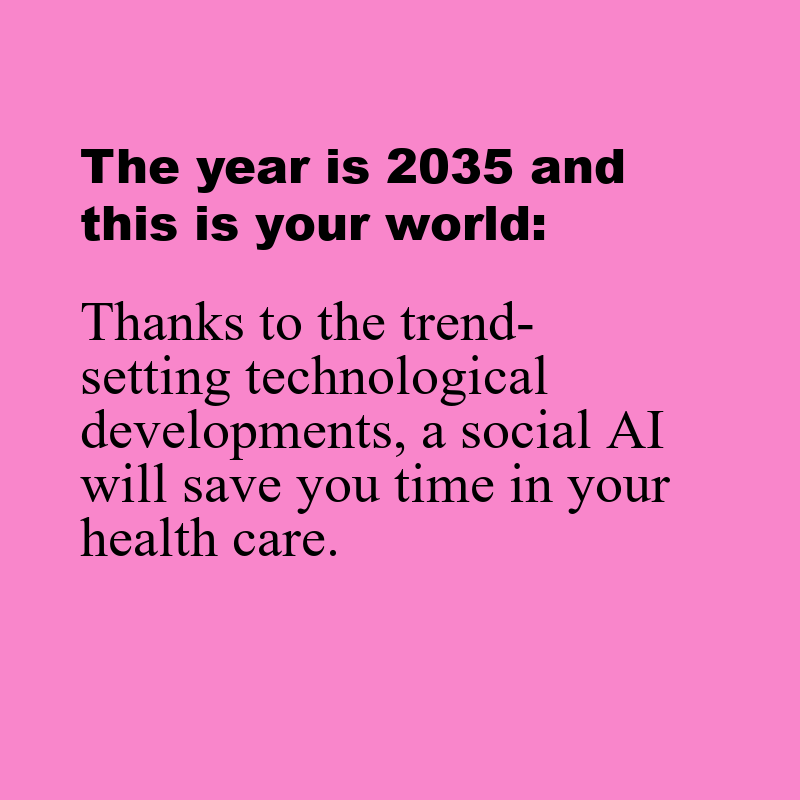 The year is 2035 and
this is your world:
Thanks to the trend-
setting technological
developments, a social AI
will save you time in your
health care.